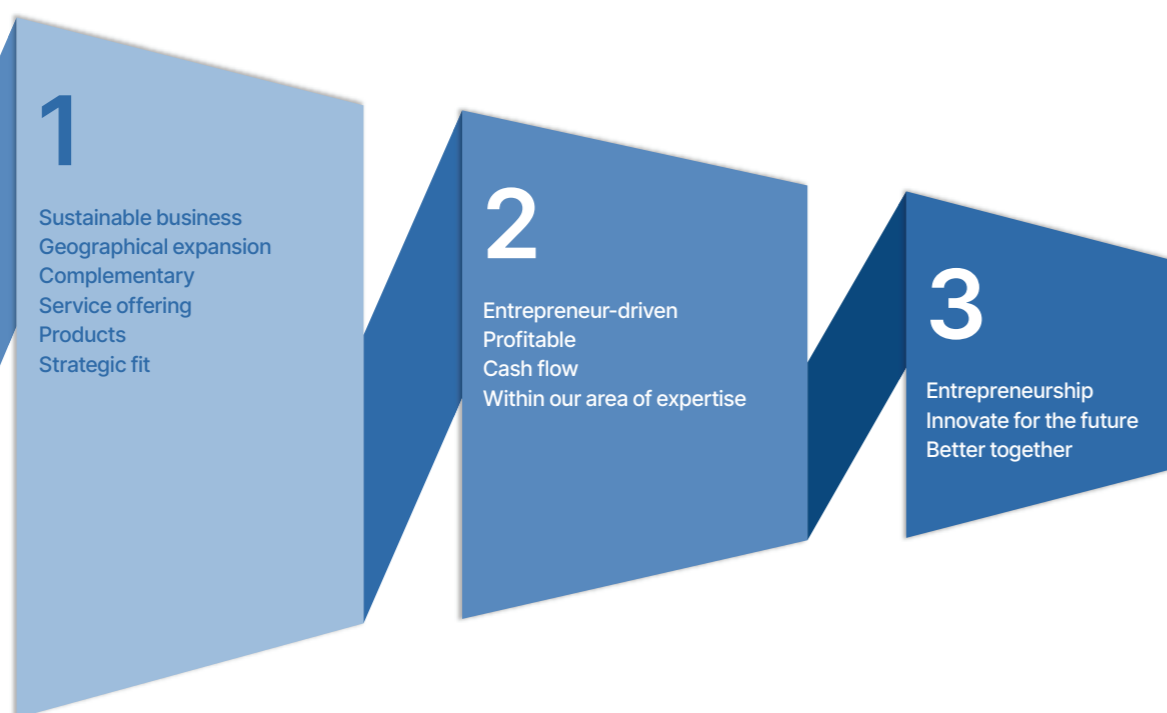 1
Sustainable business
Geographical expansion
Complementary
Service offering
Products
Strategic fit
2
Entrepreneur-driven
Profitable
Cash flow
Within our area of expertise
3
Entrepreneurship
Innovate for the future
Better together